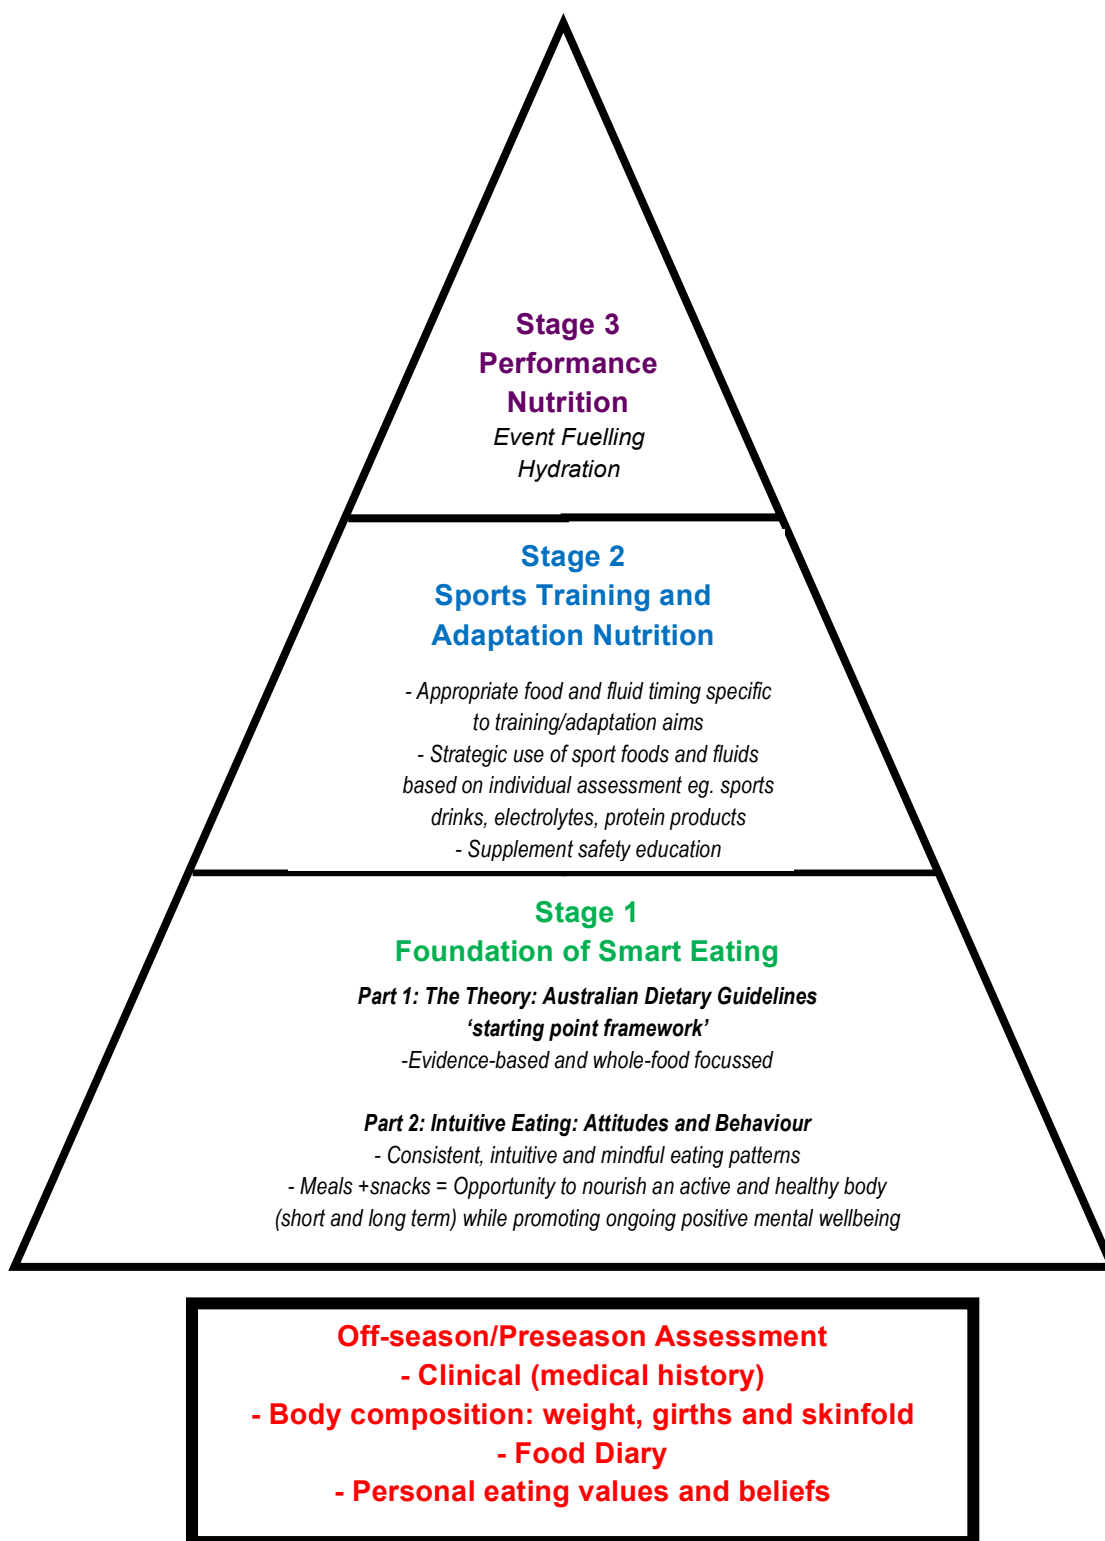 Stage 3
Performance
Nutrition
Event Fuelling
Hydration
Stage 2
Sports Training and
Adaptation Nutrition
- Appropriate food and fluid timing specific
to training/adaptation aims
- Strategic use of sport foods and fluids
based on individual assessment eg. sports
drinks, electrolytes, protein products
- Supplement safety education
Stage 1
Foundation of Smart Eating
Part 1: The Theory: Australian Dietary Guidelines
‘starting point framework’
-Evidence-based and whole-food focussed
Part 2: Intuitive Eating: Attitudes and Behaviour
- Consistent, intuitive and mindful eating patterns
- Meals +snacks = Opportunity to nourish an active and healthy body
(short and long term) while promoting ongoing positive mental wellbeing
Off-season/Preseason Assessment
- Clinical (medical history)
- Body composition: weight, girths and skinfold
- Food Diary
- Personal eating values and beliefs